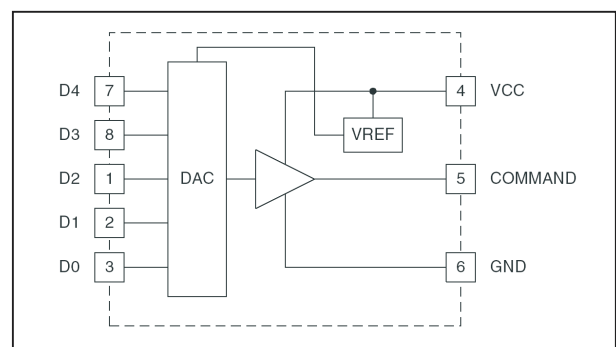 D4 7 4 VCC
D3 8 VREF
D2 1 DAC 5 COMMAND
D1 2
D0 3 6 GND